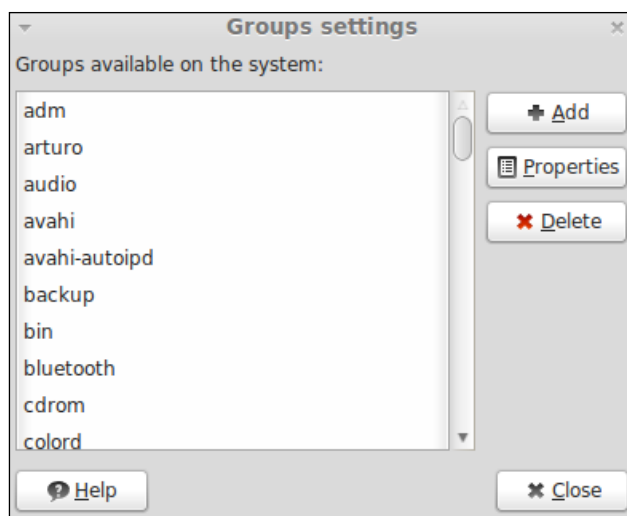 Groups settings
Groups available on the system:
adm
arturo
audio
avahi
avahi-autoipd
backup
bin
bluetooth
cdrom
colord
Add
Properties
Delete
Help
Close